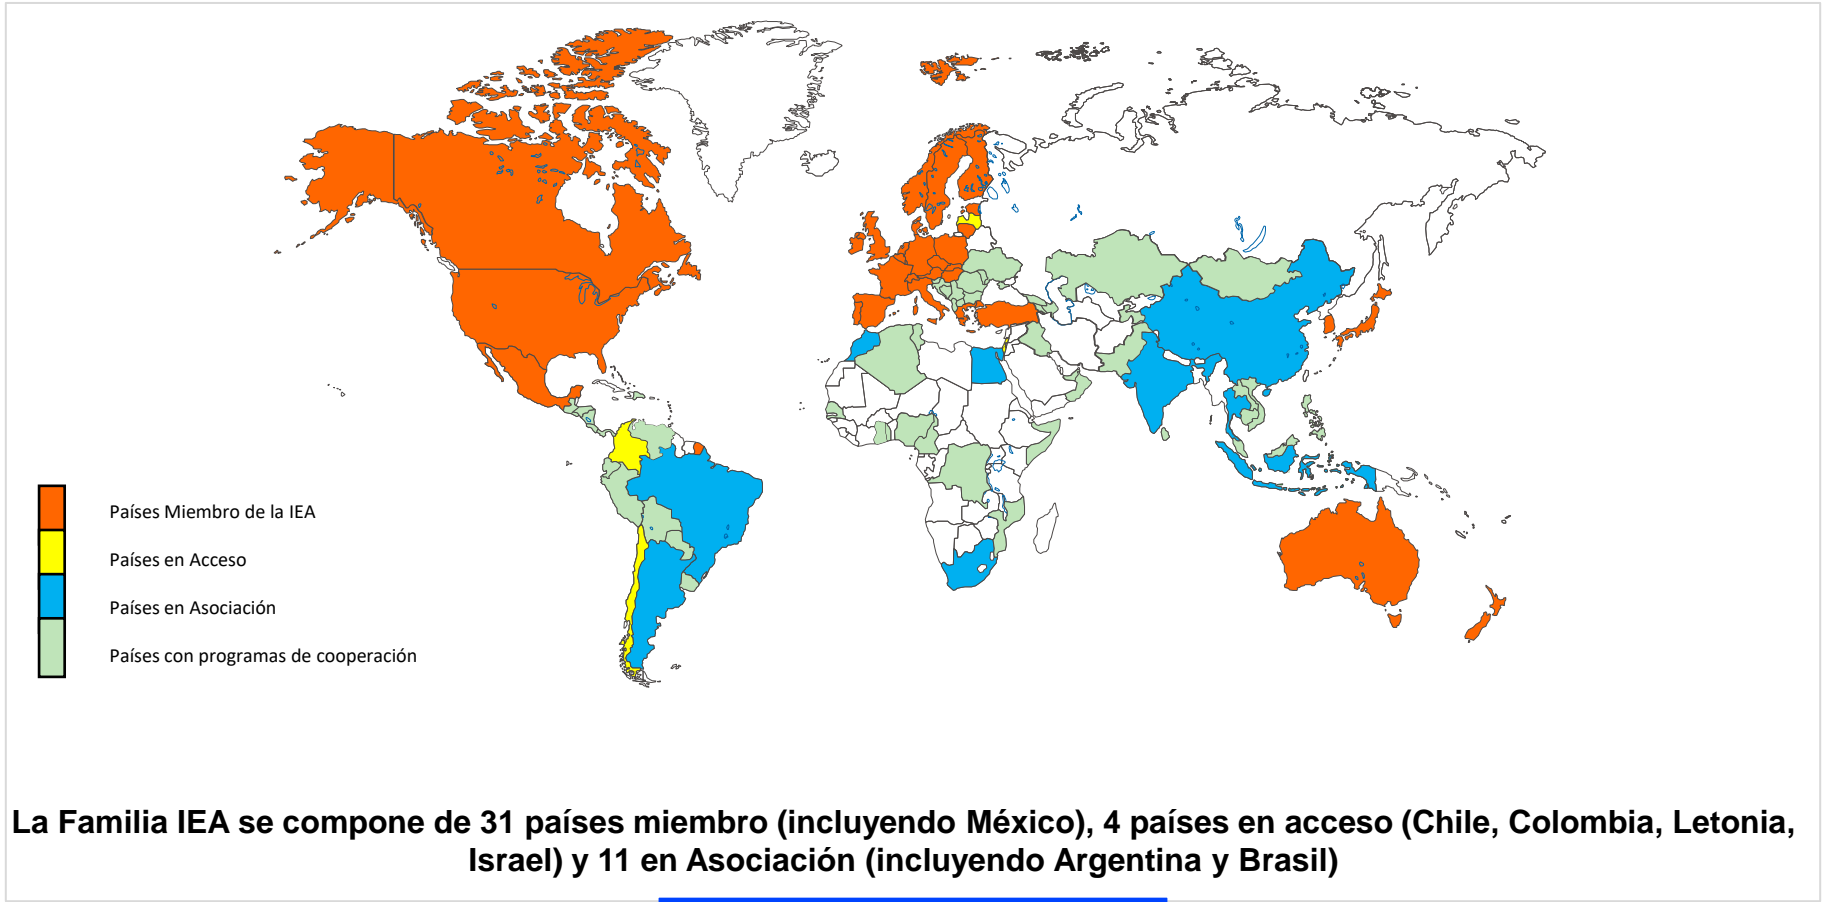 Países Miembro de la IEA
Países en Acceso
Países en Asociación
Países con programas de cooperación
La Familia IEA se compone de 31 países miembro (incluyendo México), 4 países en acceso (Chile, Colombia, Letonia,
Israel) y 11 en Asociación (incluyendo Argentina y Brasil)